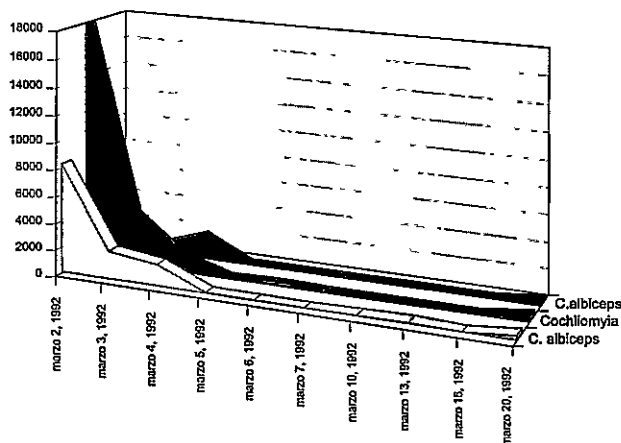 18000
16000
14000
12000
10000
8000
6000
4000
2000
0
marzo 2, 1992
marzo 3, 1992
marzo 4, 1992
marzo 5, 1992
marzo 6, 1992
marzo 7, 1992
marzo 10, 1992
marzo 13, 1992
marzo 15, 1992
marzo 20, 1992
C.albiceps
Cochliomyia
C. albiceps